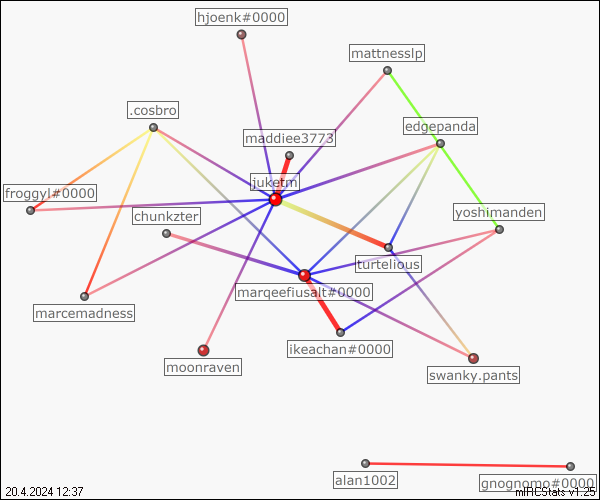 hjoenk#0000
mattnesslp
.cosbro
edgepanda
maddiee3773
juketm
froggyl#0000
chunkzter
yoshimanden
turtelious
marqeefiusalt#0000
marcemadness
ikeachan#0000
moonraven
swanky.pants
alan1002
gnognomo#0000
20.4.2024 12:37
mIRCStats v1.25